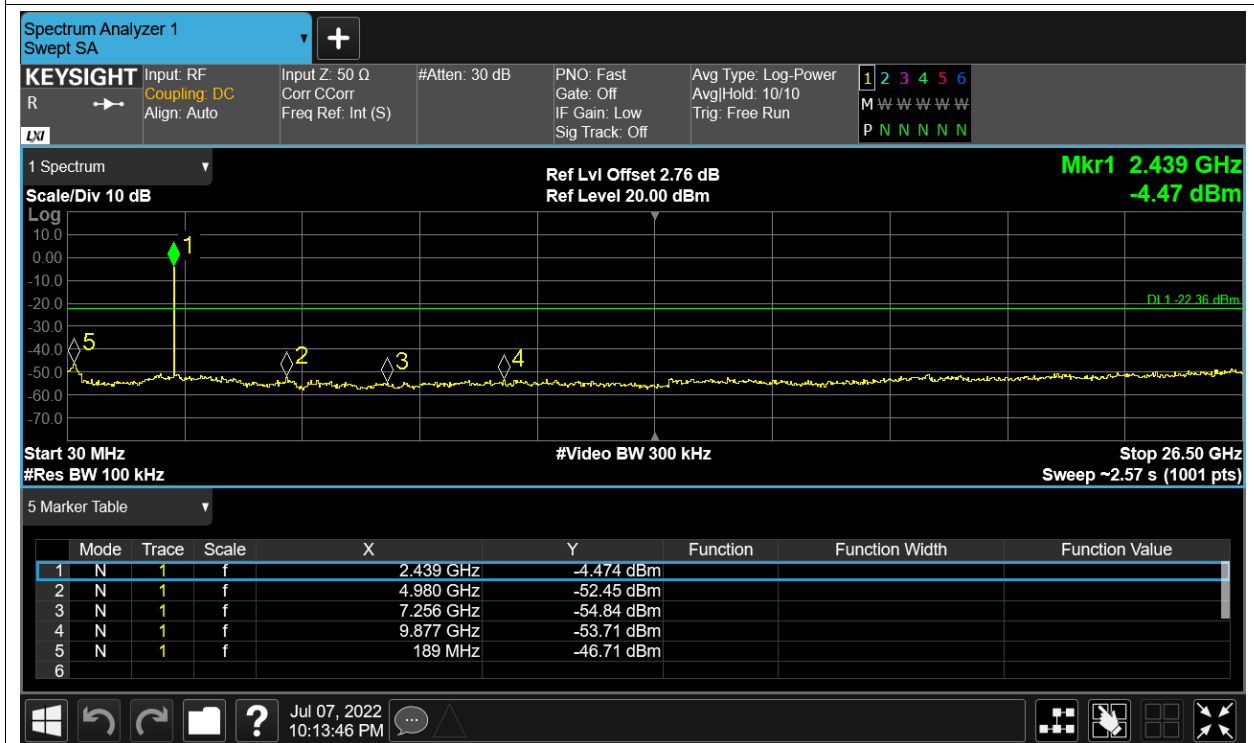 Spectrum Analyzer 1
Swept SA
+
KEYSIGHT
R
LXI
Input: RF
Coupling: DC
Align: Auto
Input Z: 50 Ω
Corr CCorr
Freq Ref: Int (S)
#Atten: 30 dB
PNO: Fast
Gate: Off
IF Gain: Low
Sig Track: Off
Avg Type: Log-Power
Avg|Hold: 10/10
Trig: Free Run
1 2 3 4 5 6
M W W W W W
P N N N N N
1 Spectrum
Scale/Div 10 dB
Ref Lvl Offset 2.76 dB
Ref Level 20.00 dBm
Mkr1 2.439 GHz
-4.47 dBm
Log
10.0
0.00
-10.0
-20.0
-30.0
-40.0
-50.0
-60.0
-70.0
1
5
2
3
4
DL1 -22.36 dBm
Start 30 MHz
#Res BW 100 kHz
#Video BW 300 kHz
Stop 26.50 GHz
Sweep ~2.57 s (1001 pts)
5 Marker Table
Mode Trace Scale X Y Function Function Width Function Value
1 N 1 f 2.439 GHz -4.474 dBm
2 N 1 f 4.980 GHz -52.45 dBm
3 N 1 f 7.256 GHz -54.84 dBm
4 N 1 f 9.877 GHz -53.71 dBm
5 N 1 f 189 MHz -46.71 dBm
6
?
Jul 07, 2022
10:13:46 PM